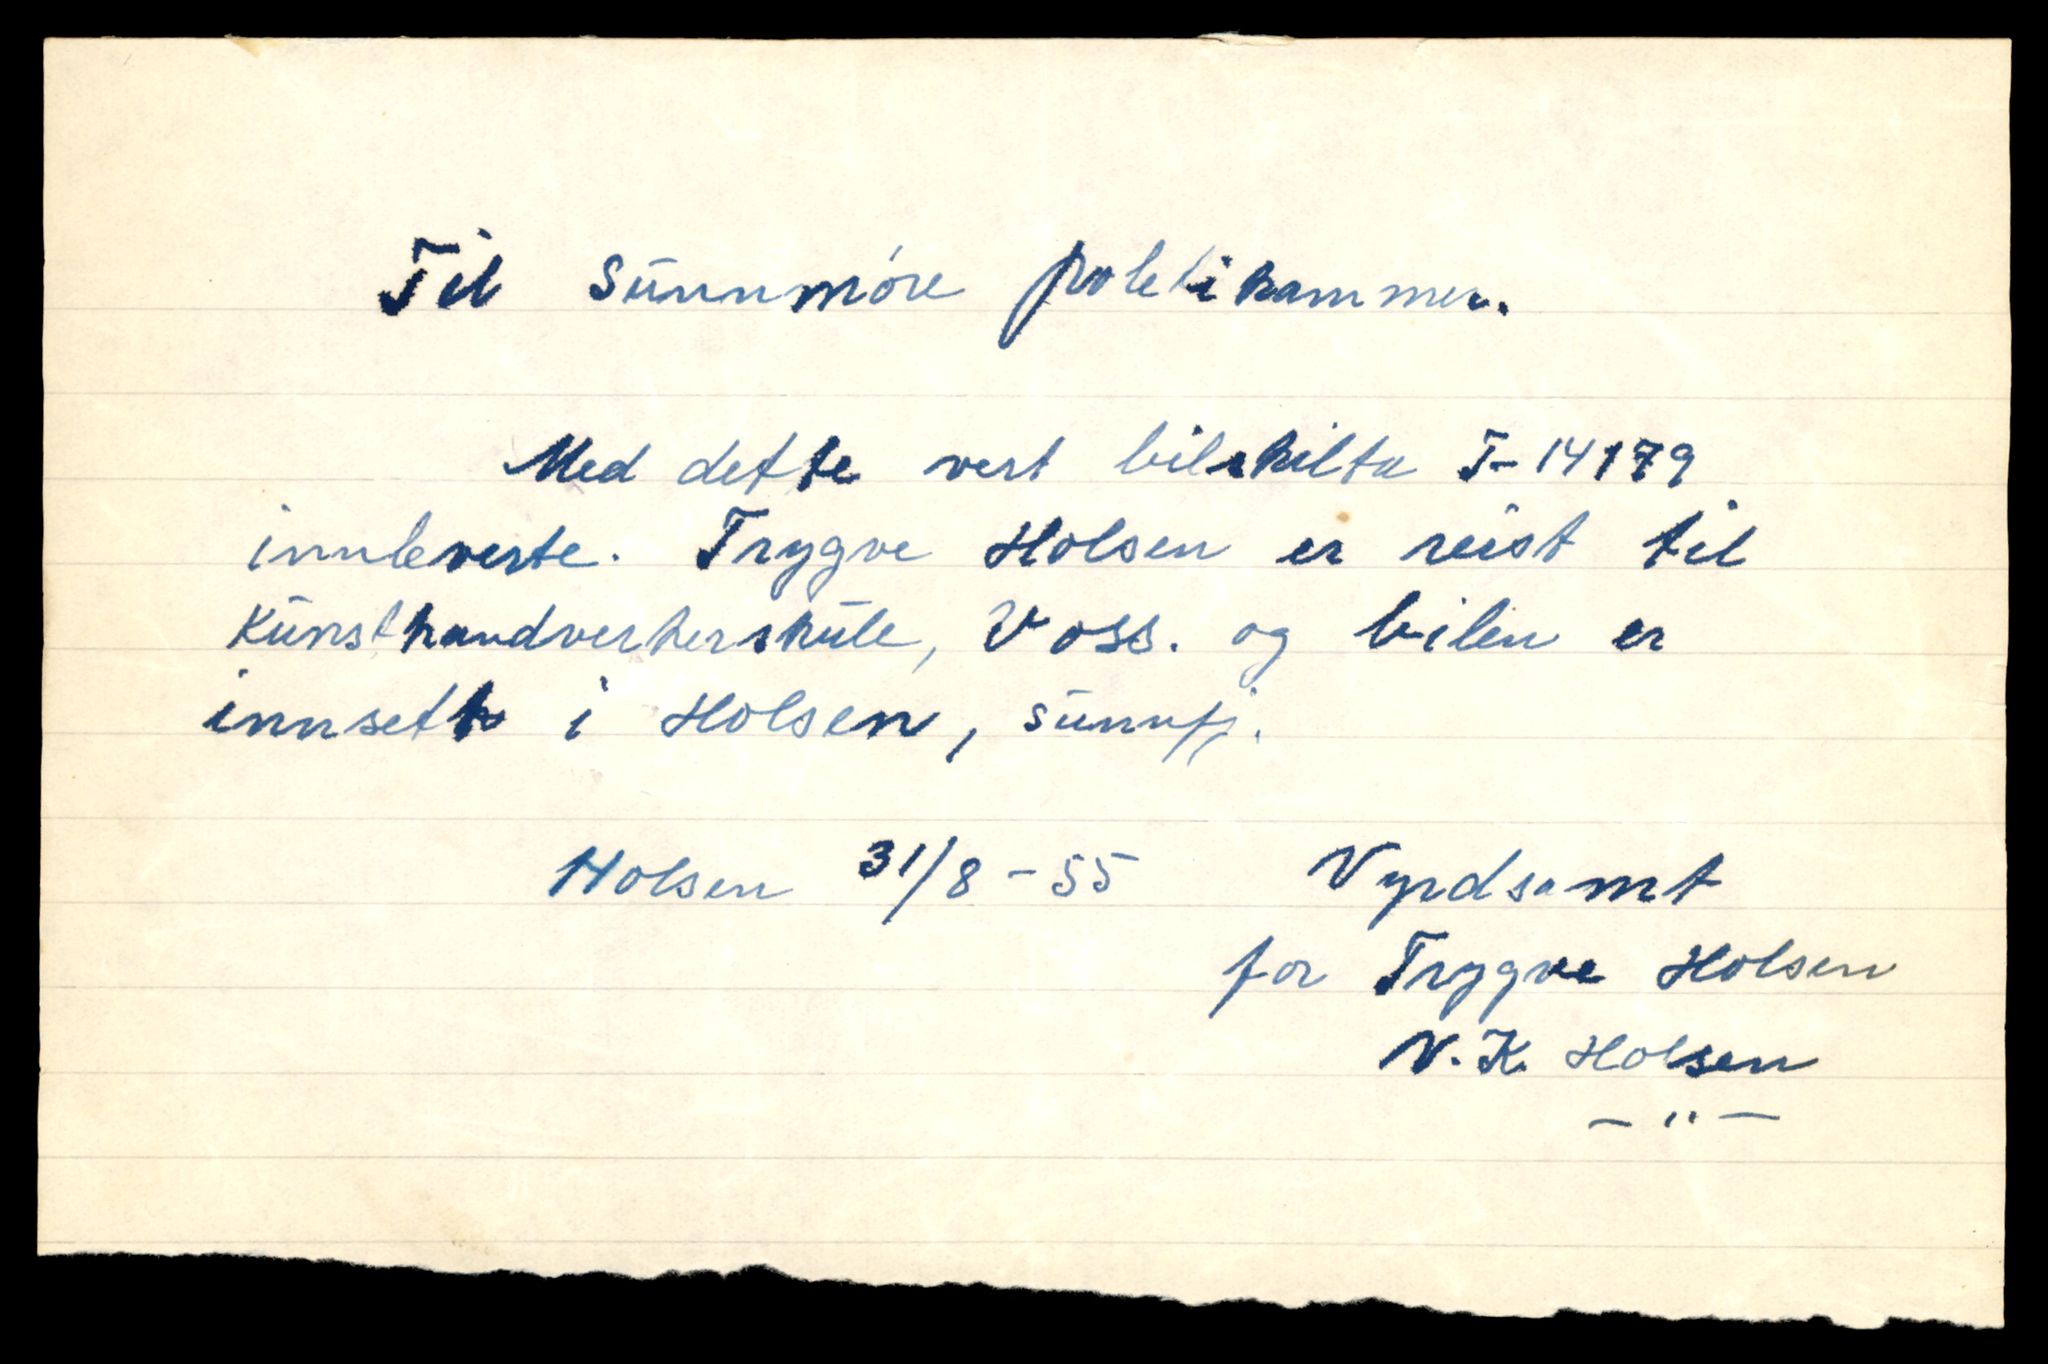 Til Sunnmöre politikammer.
Med dette vert bilskilta T-14179
innleverte. Trygve Holsen er reist til
Kunsthandverkerskule, Voss. og bilen er
innsett i Holsen, Sunnfj.
Holsen 31/8-55 Vyrdsamt
for Trygve Holsen
N. K. Holsen
— " —